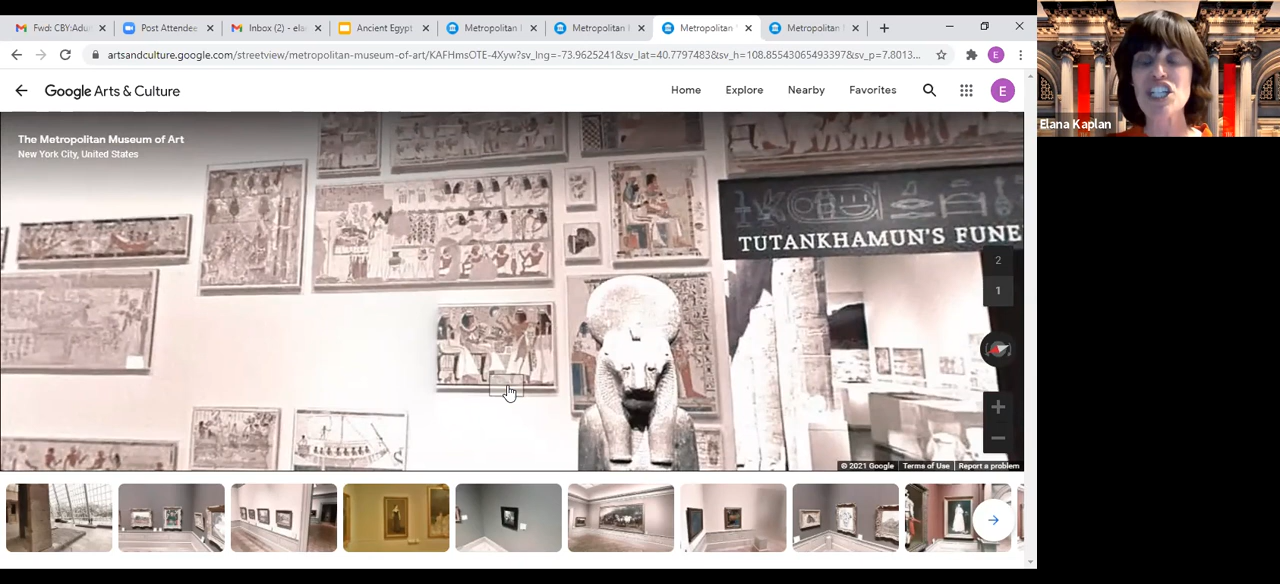 Fwd: CBY:Adu
Post Attendee
Inbox (2) - ela
Ancient Egypt
Metropolitan
Metropolitan
Metropolitan
Metropolitan
artsandculture.google.com/streetview/metropolitan-museum-of-art/KAFHmsOTE-4Xyw?sv_lng=-73.9625241&sv_lat=40.7797483&sv_h=108.85543065493397&sv_p=7.8013...
E
Google Arts & Culture
Home
Explore
Nearby
Favorites
E
Elana Kaplan
The Metropolitan Museum of Art
New York City, United States
TUTANKHAMUN'S FUNE
2
1
© 2021 Google
Terms of Use
Report a problem